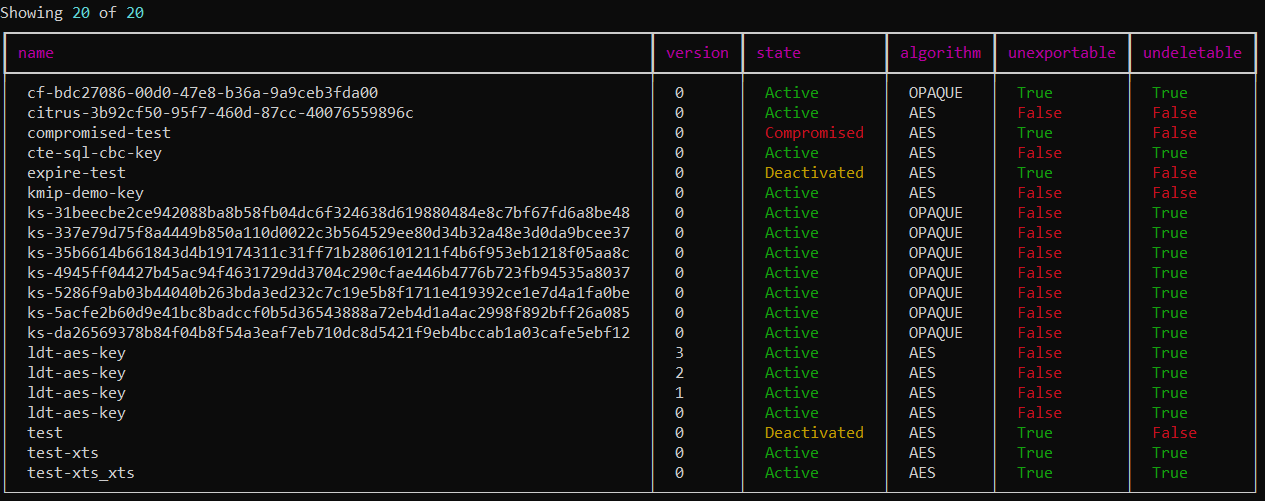 Showing 20 of 20
name version state algorithm unexportable undeletable
cf-bdc27086-00d0-47e8-b36a-9a9ceb3fda00 0 Active OPAQUE True True
citrus-3b92cf50-95f7-460d-87cc-40076559896c 0 Active AES False False
compromised-test 0 Compromised AES True False
cte-sql-cbc-key 0 Active AES False True
expire-test 0 Deactivated AES True False
kmip-demo-key 0 Active AES False False
ks-31beecbe2ce942088ba8b58fb04dc6f324638d619880484e8c7bf67fd6a8be48 0 Active OPAQUE False True
ks-337e79d75f8a4449b850a110d0022c3b564529ee80d34b32a48e3d0da9bcee37 0 Active OPAQUE False True
ks-35b6614b661843d4b19174311c31ff71b2806101211f4b6f953eb1218f05aa8c 0 Active OPAQUE False True
ks-4945ff04427b45ac94f4631729dd3704c290cfae446b4776b723fb94535a8037 0 Active OPAQUE False True
ks-5286f9ab03b44040b263bda3ed232c7c19e5b8f1711e419392ce1e7d4a1fa0be 0 Active OPAQUE False True
ks-5acfe2b60d9e41bc8badccf0b5d36543888a72eb4d1a4ac2998f892bff26a085 0 Active OPAQUE False True
ks-da26569378b84f04b8f54a3eaf7eb710dc8d5421f9eb4bccab1a03cafe5ebf12 0 Active OPAQUE False True
ldt-aes-key 3 Active AES False True
ldt-aes-key 2 Active AES False True
ldt-aes-key 1 Active AES False True
ldt-aes-key 0 Active AES False True
test 0 Deactivated AES True False
test-xts 0 Active AES True True
test-xts_xts 0 Active AES True True